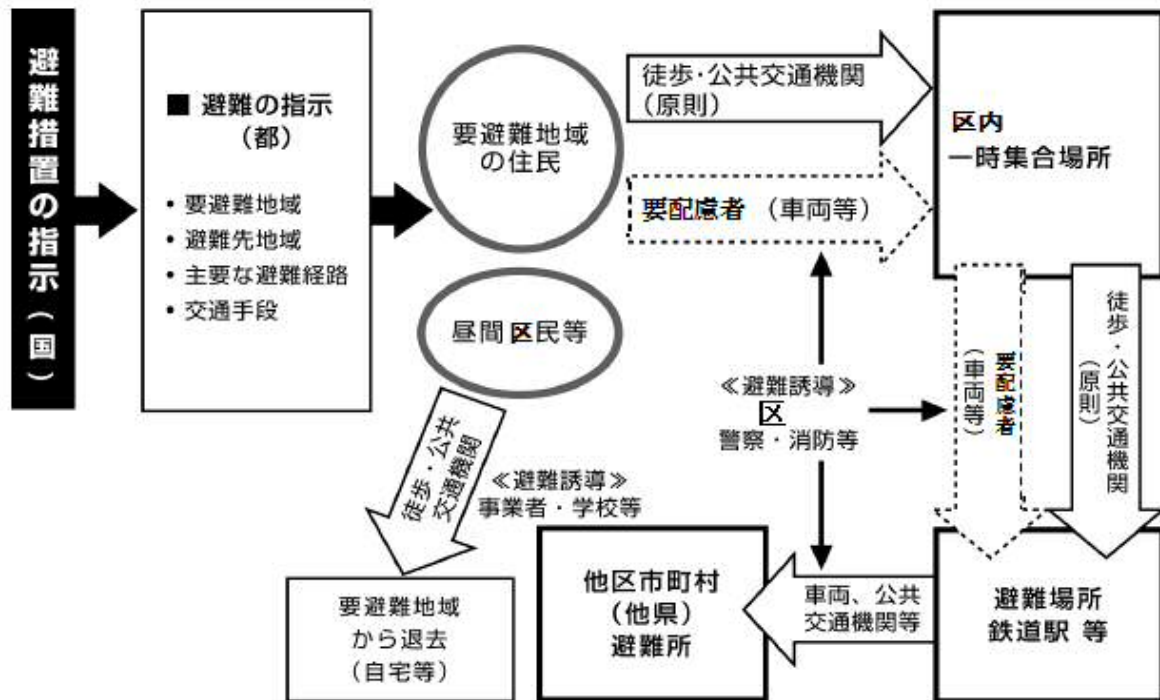 避難措置の指示(国)
■ 避難の指示
(都)
• 要避難地域
• 避難先地域
• 主要な避難経路
• 交通手段
要避難地域
の住民
昼間区民等
徒歩・公共交通機関
(原則)
要配慮者 (車両等)
区内
一時集合場所
徒歩・公共交通機関
(原則)
要配慮者
(車両等)
≪避難誘導≫
区
警察・消防等
徒歩・公共
交通機関
≪避難誘導≫
事業者・学校等
要避難地域
から退去
(自宅等)
他区市町村
(他県)
避難所
車両、公共
交通機関等
避難場所
鉄道駅 等